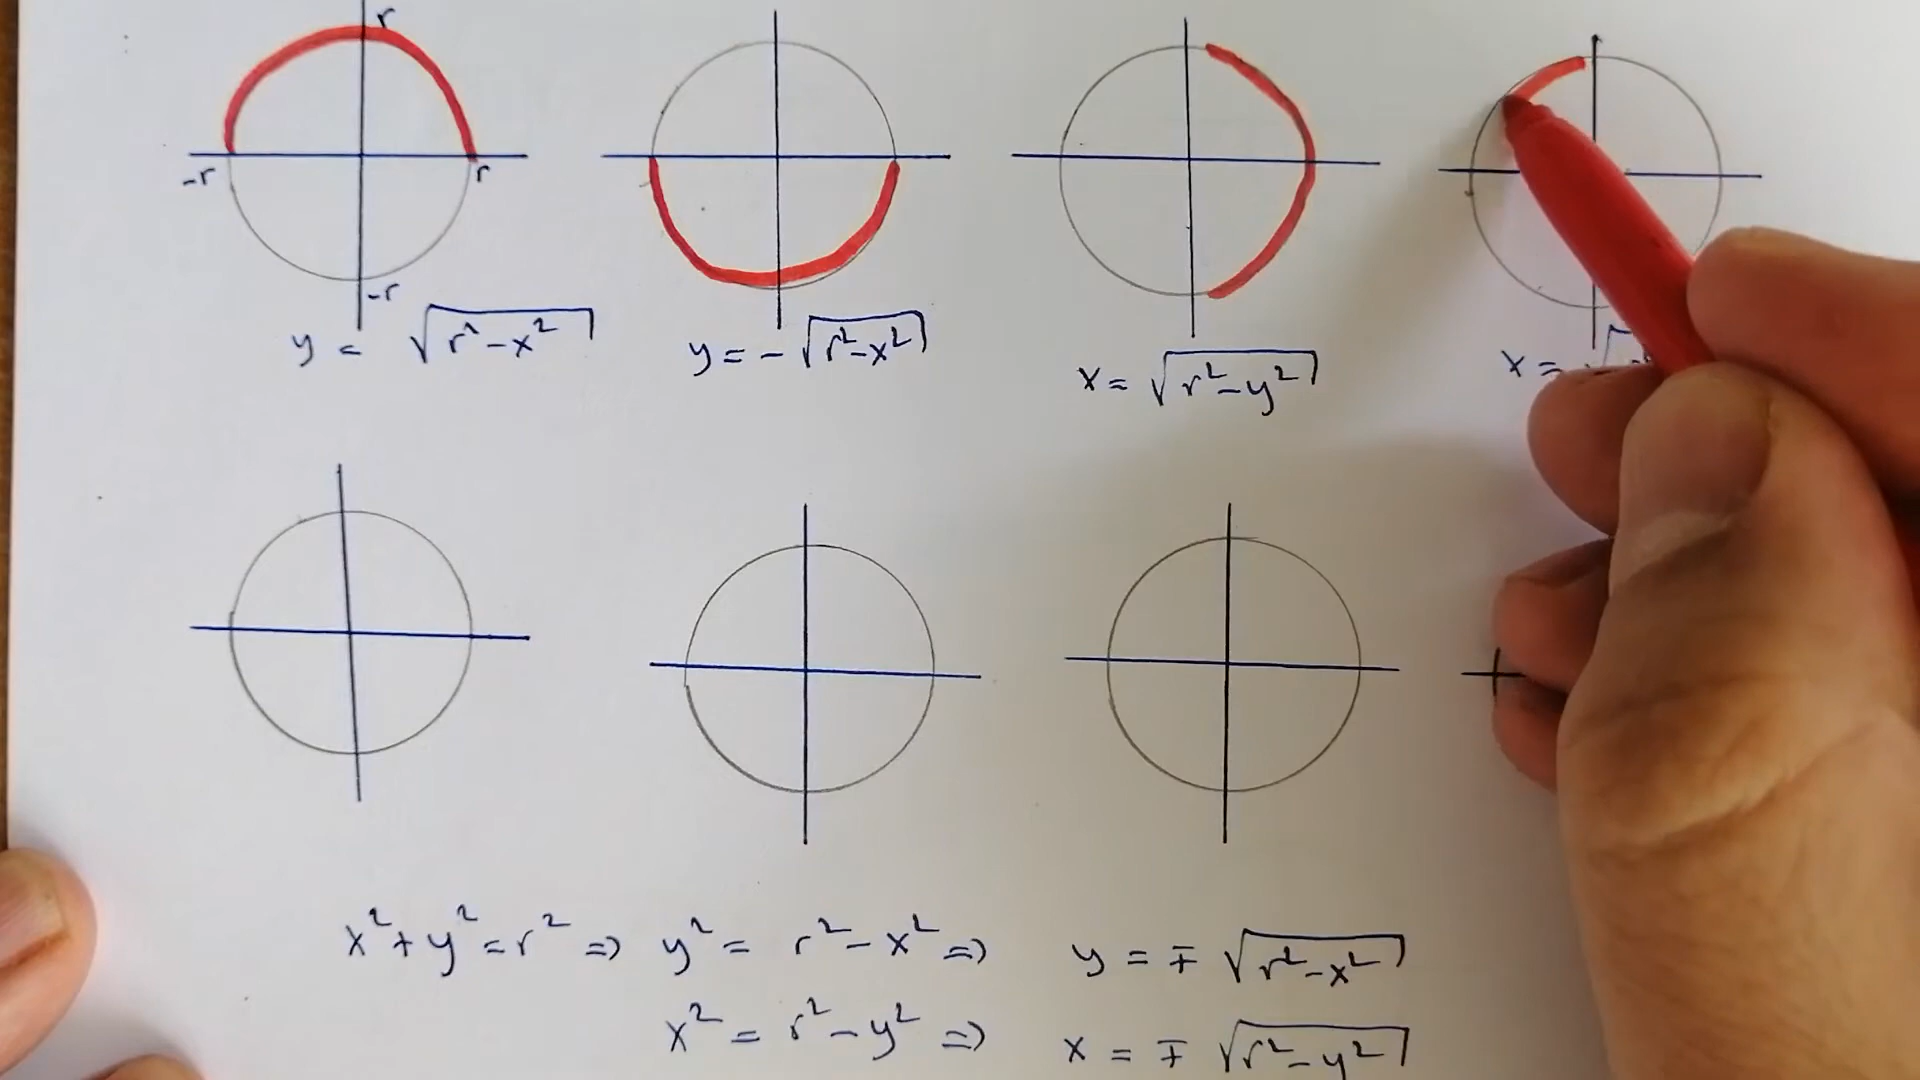 r
-r r
-r
y = √r²-x²
y = -√r²-x²
x = √r²-y²
x = -√
x²+y²=r² ⇒ y² = r²-x² ⇒ y = ∓ √r²-x²
x² = r²-y² ⇒ x = ∓ √r²-y²